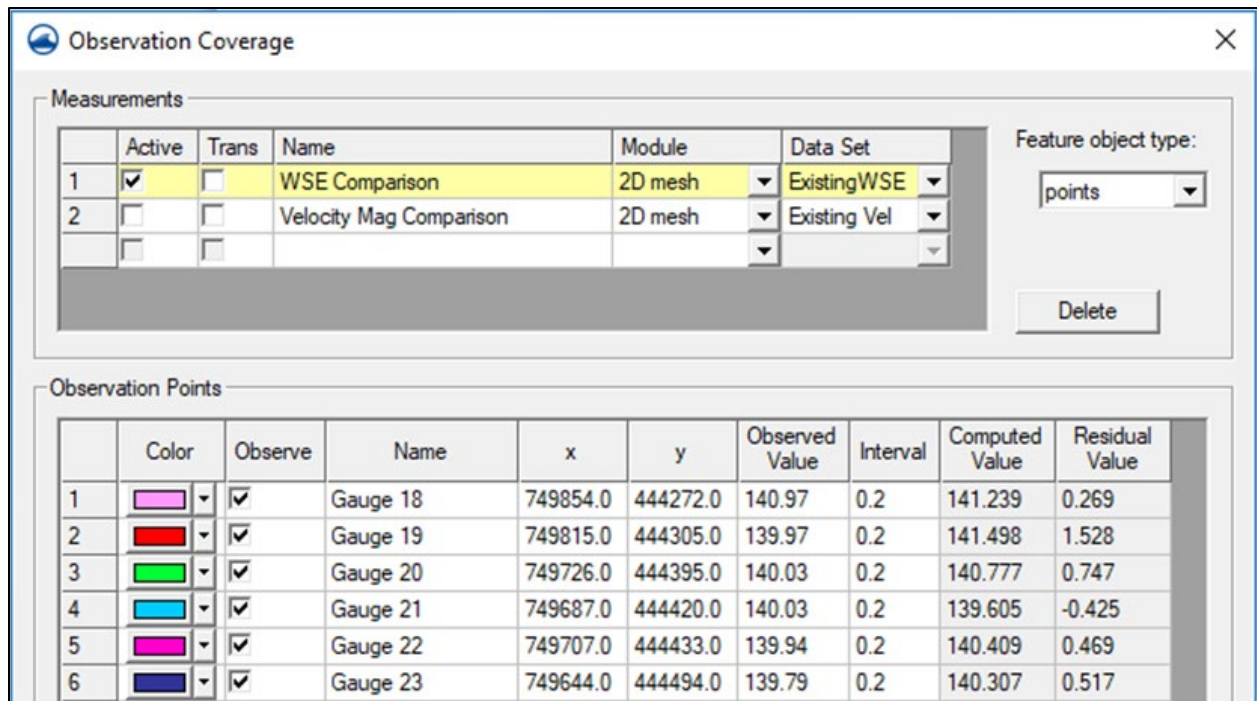 Observation Coverage
Measurements
Active Trans Name Module Data Set
1 WSE Comparison 2D mesh ExistingWSE
2 Velocity Mag Comparison 2D mesh Existing Vel
Feature object type:
points
Delete
Observation Points
Color Observe Name x y Observed Value Interval Computed Value Residual Value
1 Gauge 18 749854.0 444272.0 140.97 0.2 141.239 0.269
2 Gauge 19 749815.0 444305.0 139.97 0.2 141.498 1.528
3 Gauge 20 749726.0 444395.0 140.03 0.2 140.777 0.747
4 Gauge 21 749687.0 444420.0 140.03 0.2 139.605 -0.425
5 Gauge 22 749707.0 444433.0 139.94 0.2 140.409 0.469
6 Gauge 23 749644.0 444494.0 139.79 0.2 140.307 0.517